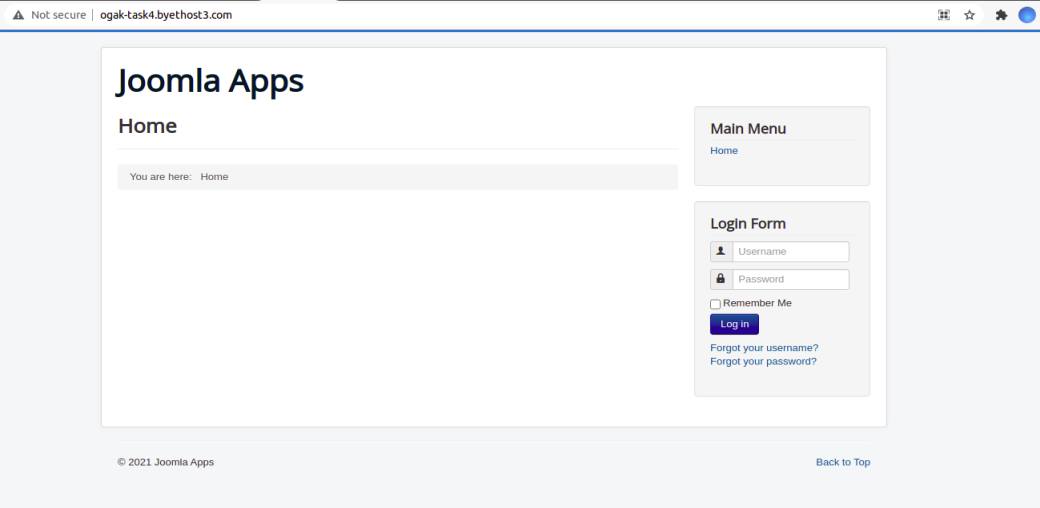 Not secure ogak-task4.byethost3.com
Joomla Apps
Home
You are here: Home
Main Menu
Home
Login Form
Username
Password
Remember Me
Log in
Forgot your username?
Forgot your password?
© 2021 Joomla Apps
Back to Top